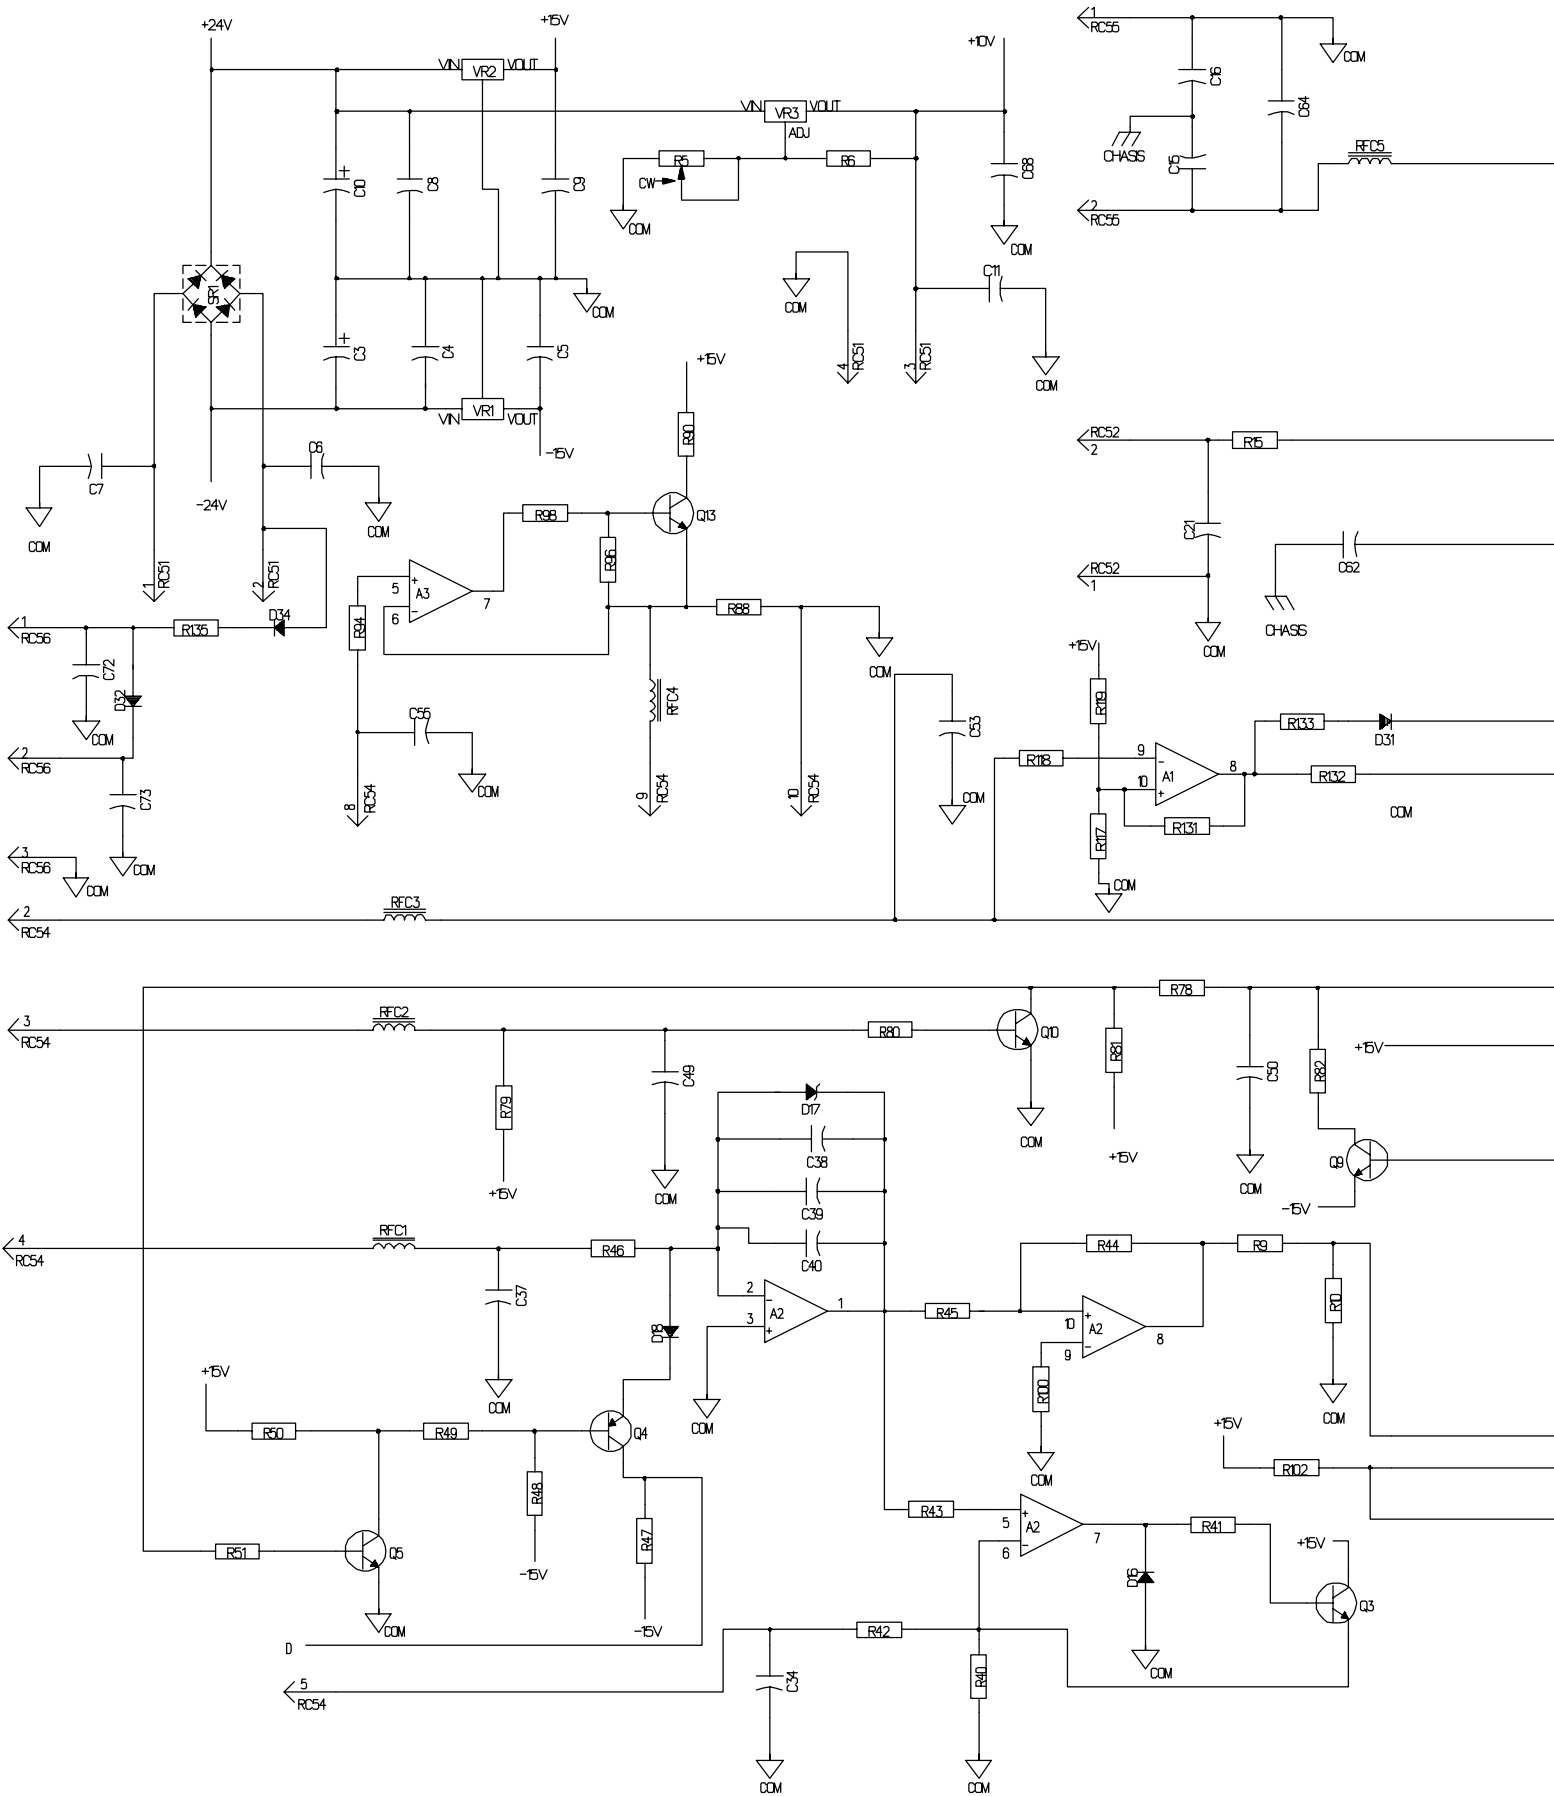 +24V
+15V
1
RC55
+10V
COM
VIN
VR2
VOUT
C16
C64
VIN
VR3
VOUT
ADJ
CHASIS
C15
RFC5
R5
R6
CW
C10
C8
C9
C68
2
RC55
COM
COM
SR1
C11
COM
COM
C3
C4
C5
4
RC51
3
RC51
COM
+15V
VIN
VR1
VOUT
R90
RC52
2
R15
C7
C6
-15V
-24V
Q13
R98
COM
COM
R96
C21
C62
1
RC51
2
RC51
5
+
A3
7
6
-
RC52
1
D34
R94
R88
1
RC56
R135
CHASIS
C72
COM
+15V
COM
D32
RFC4
R119
C55
C53
R133
D31
COM
2
RC56
R118
9
-
A1
8
10
+
R132
C73
8
RC54
COM
9
RC54
10
RC54
COM
COM
R117
R131
3
RC56
COM
COM
COM
RFC3
2
RC54
R78
RFC2
3
RC54
R80
Q10
R81
+15V
C50
R82
C49
R79
D17
COM
+15V
C38
Q9
+15V
COM
COM
C39
-15V
RFC1
4
RC54
R46
R44
R9
C40
C37
2
-
A2
1
3
+
R45
10
+
A2
8
9
-
R10
D18
+15V
R100
COM
COM
COM
+15V
R50
R49
Q4
COM
R102
R48
R43
5
+
A2
7
6
-
R41
R47
+15V
R51
Q5
-15V
D16
Q3
COM
-15V
R42
D
COM
R40
C34
5
RC54
COM
COM